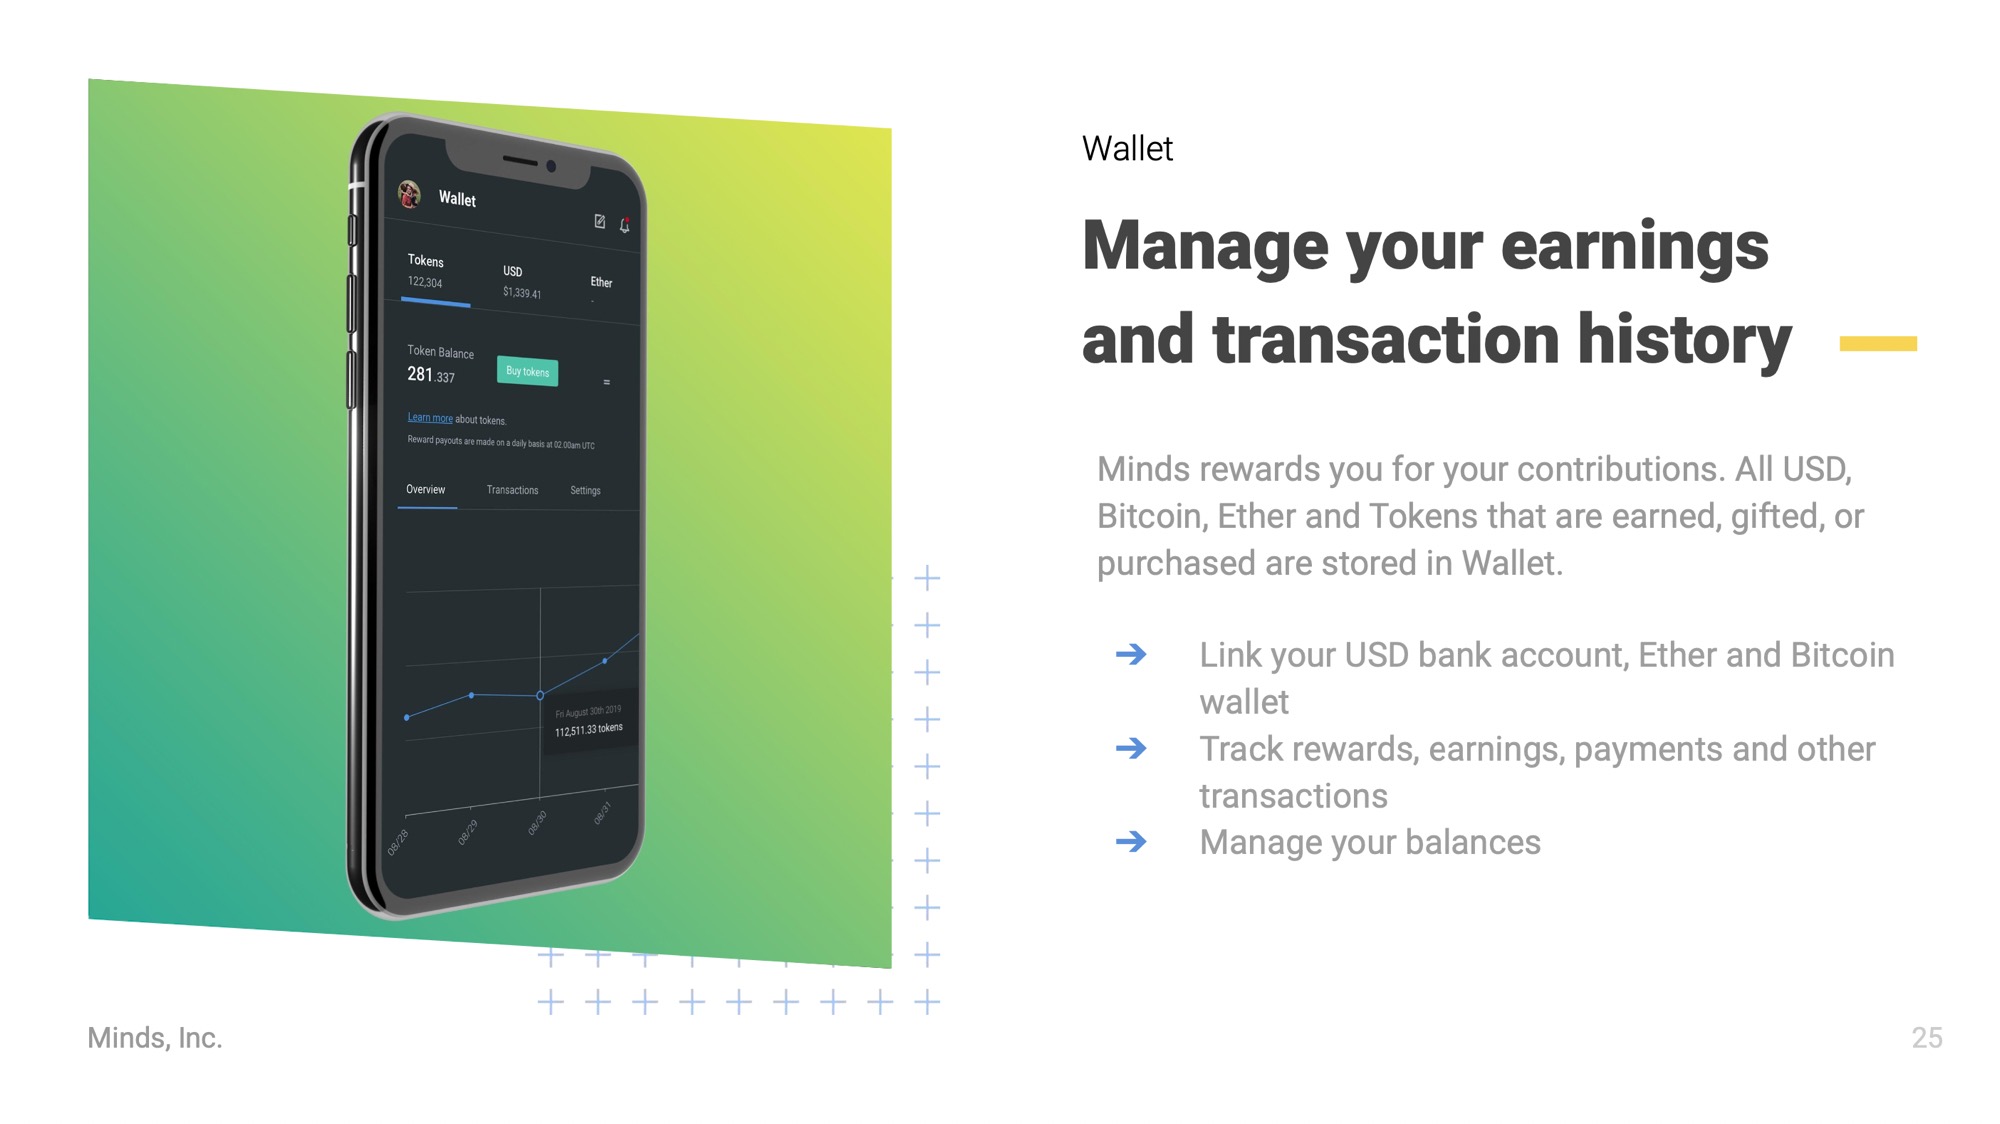 Wallet
Tokens
USD
Ether
122,304
$1,339.41
-
Token Balance
281.337
Buy tokens
=
Learn more about tokens.
Reward payouts are made on a daily basis at 02.00am UTC
Overview
Transactions
Settings
Fri August 30th 2019
112,511.33 tokens
08/28
08/29
08/30
08/31
Wallet
Manage your earnings
and transaction history
Minds rewards you for your contributions. All USD,
Bitcoin, Ether and Tokens that are earned, gifted, or
purchased are stored in Wallet.
➔ Link your USD bank account, Ether and Bitcoin
wallet
➔ Track rewards, earnings, payments and other
transactions
➔ Manage your balances
Minds, Inc.
25